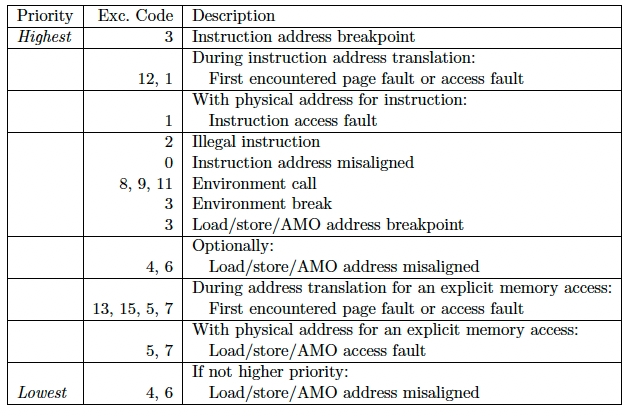 Priority Exc. Code Description
Highest 3 Instruction address breakpoint
During instruction address translation:
12, 1 First encountered page fault or access fault
With physical address for instruction:
1 Instruction access fault
2 Illegal instruction
0 Instruction address misaligned
8, 9, 11 Environment call
3 Environment break
3 Load/store/AMO address breakpoint
Optionally:
4, 6 Load/store/AMO address misaligned
During address translation for an explicit memory access:
13, 15, 5, 7 First encountered page fault or access fault
With physical address for an explicit memory access:
5, 7 Load/store/AMO access fault
If not higher priority:
Lowest 4, 6 Load/store/AMO address misaligned